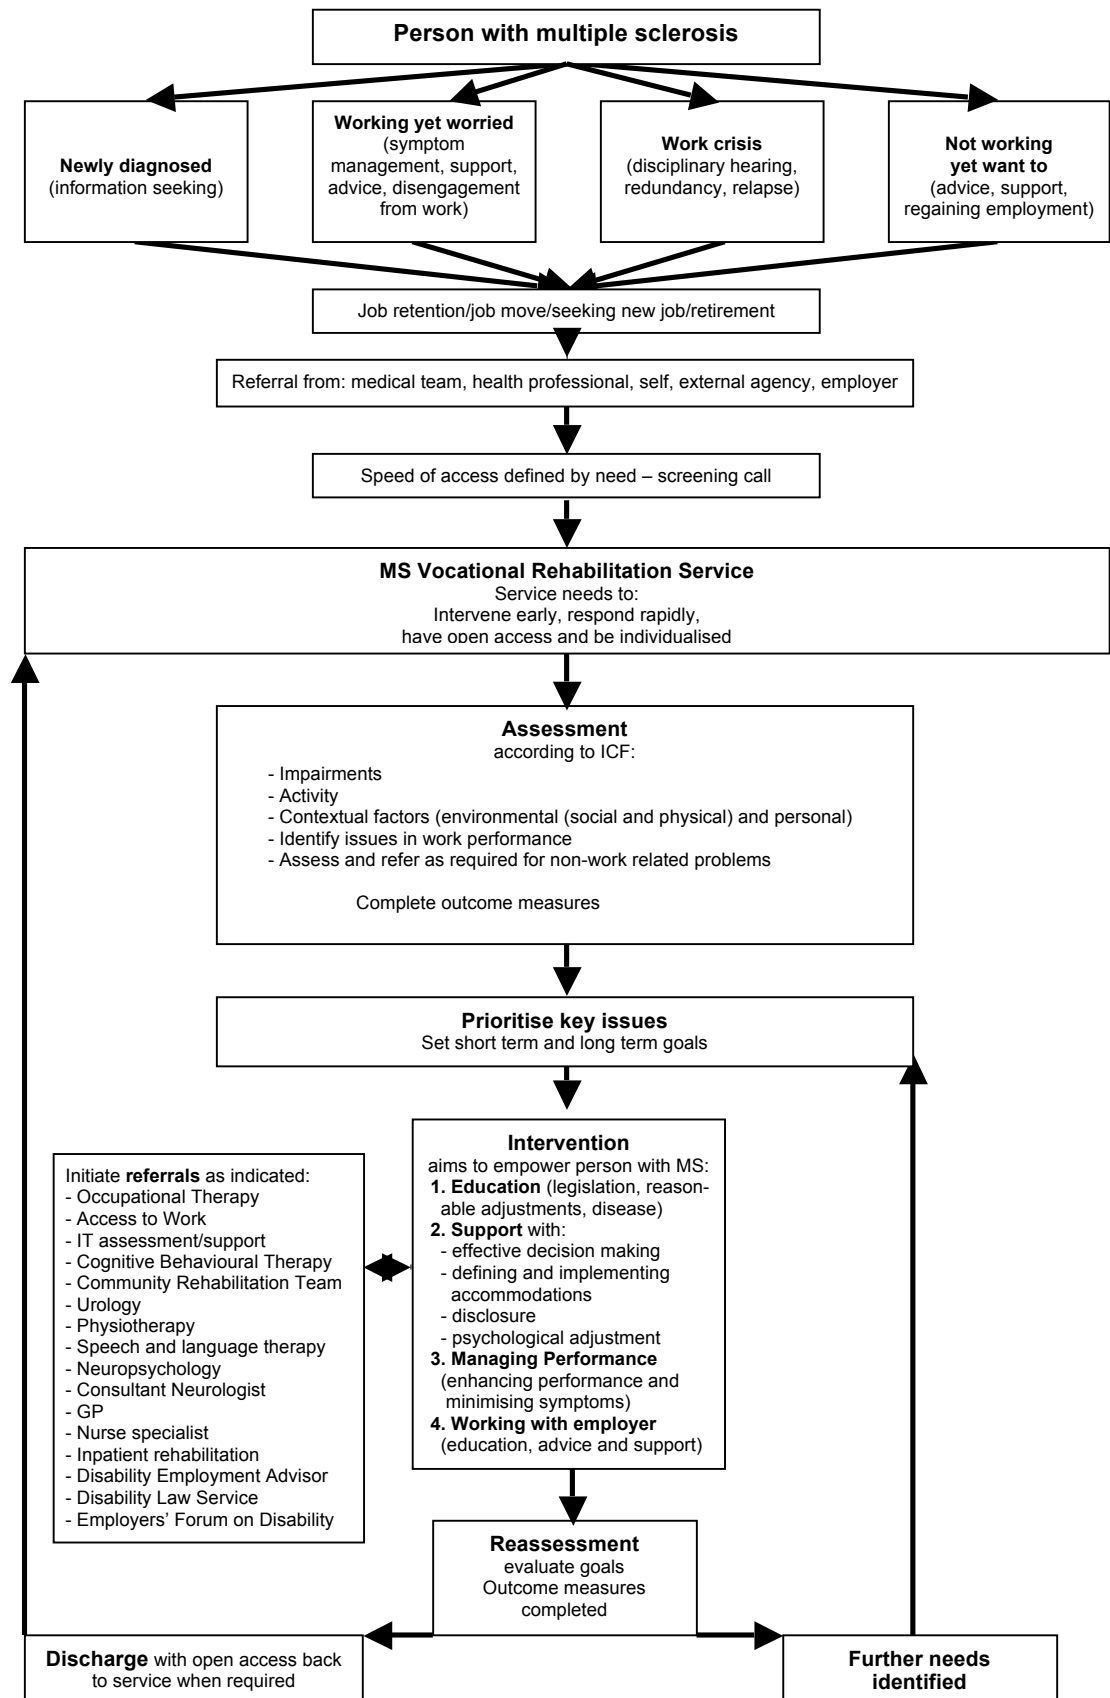 Person with multiple sclerosis
Newly diagnosed
(information seeking)
Working yet worried
(symptom
management, support,
advice, disengagement
from work)
Work crisis
(disciplinary hearing,
redundancy, relapse)
Not working
yet want to
(advice, support,
regaining employment)
Job retention/job move/seeking new job/retirement
Referral from: medical team, health professional, self, external agency, employer
Speed of access defined by need – screening call
MS Vocational Rehabilitation Service
Service needs to:
Intervene early, respond rapidly,
have open access and be individualised
Assessment
according to ICF:
- Impairments
- Activity
- Contextual factors (environmental (social and physical) and personal)
- Identify issues in work performance
- Assess and refer as required for non-work related problems
Complete outcome measures
Prioritise key issues
Set short term and long term goals
Initiate referrals as indicated:
- Occupational Therapy
- Access to Work
- IT assessment/support
- Cognitive Behavioural Therapy
- Community Rehabilitation Team
- Urology
- Physiotherapy
- Speech and language therapy
- Neuropsychology
- Consultant Neurologist
- GP
- Nurse specialist
- Inpatient rehabilitation
- Disability Employment Advisor
- Disability Law Service
- Employers' Forum on Disability
Intervention
aims to empower person with MS:
1. Education (legislation, reason-
able adjustments, disease)
2. Support with:
- effective decision making
- defining and implementing
accommodations
- disclosure
- psychological adjustment
3. Managing Performance
(enhancing performance and
minimising symptoms)
4. Working with employer
(education, advice and support)
Reassessment
evaluate goals
Outcome measures
completed
Discharge with open access back
to service when required
Further needs
identified